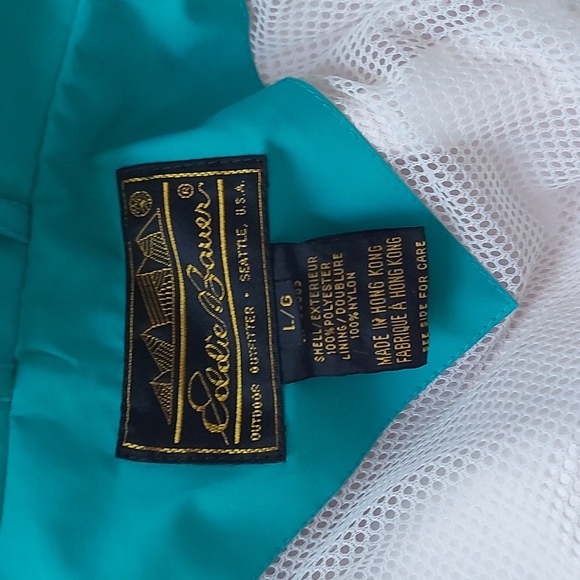 Eddie Bauer®
OUTDOOR OUTFITTER • SEATTLE, U.S.A.
L/G
SHELL/EXTERIEUR
100% POLYESTER
LINING/DOUBLURE
100% NYLON
MADE IN HONG KONG
FABRIQUE À HONG KONG
SEE SIDE FOR CARE